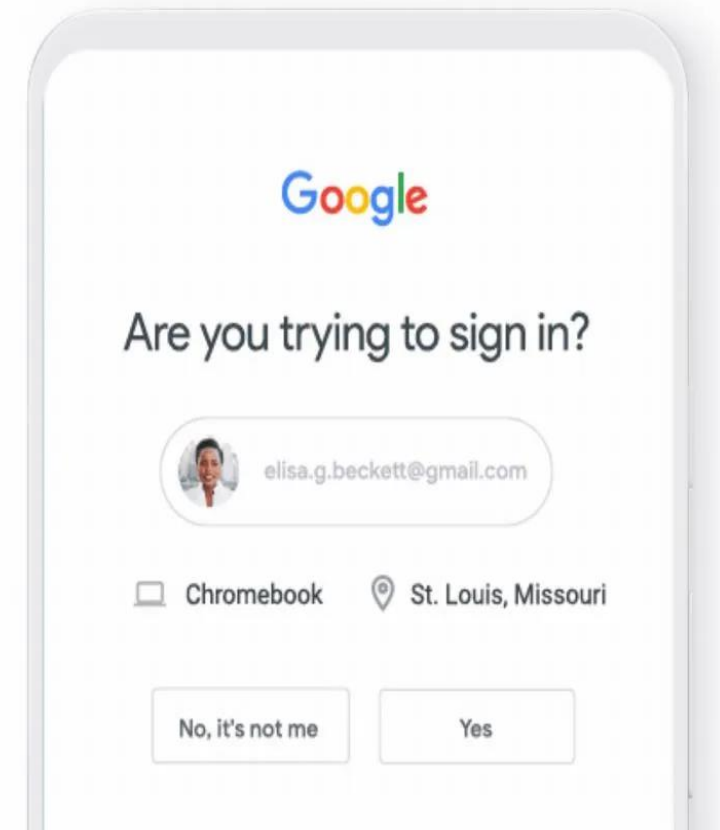 Google
Are you trying to sign in?
elisa.g.beckett@gmail.com
Chromebook St. Louis, Missouri
No, it's not me Yes